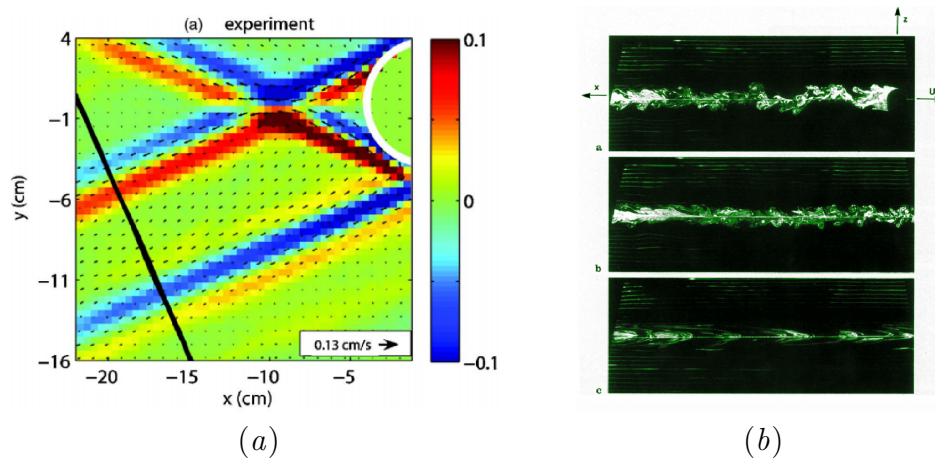 (a) experiment
4
-1
-6
-11
-16
y (cm)
-20
-15
-10
-5
x (cm)
0.13 cm/s
0.1
0
-0.1
(a)
z
x
U
a
b
c
(b)